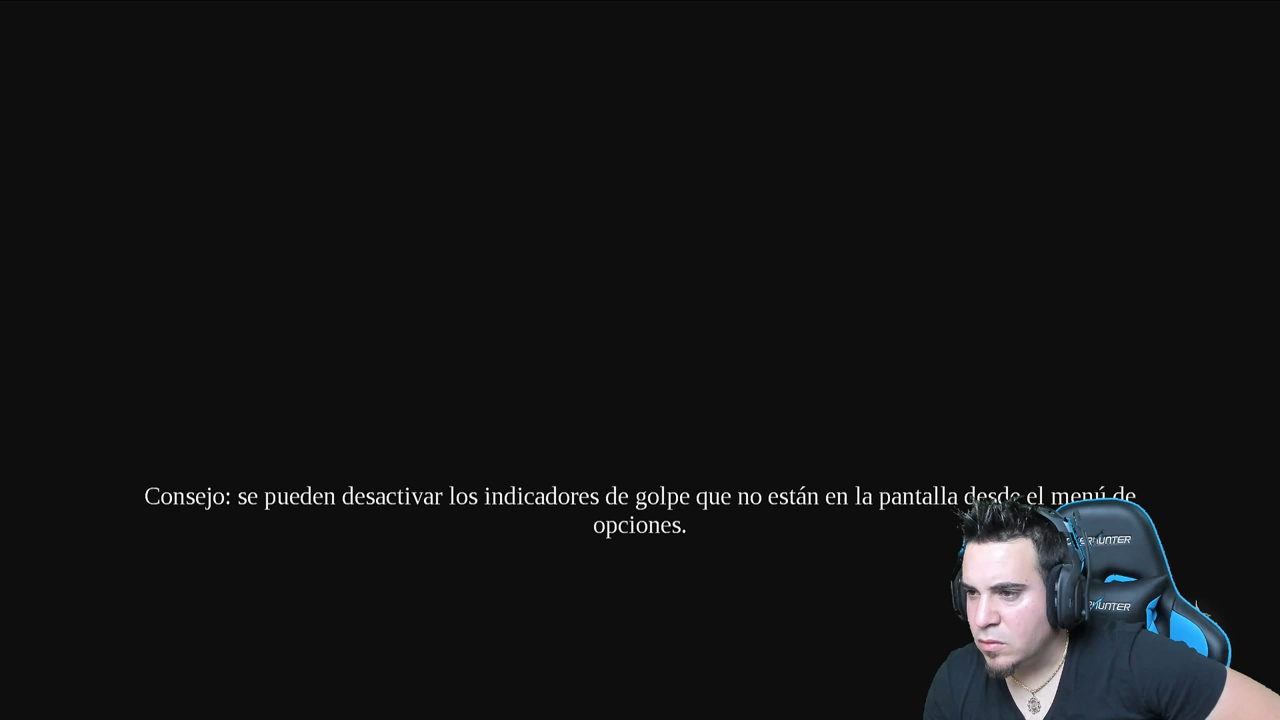 Consejo: se pueden desactivar los indicadores de golpe que no están en la pantalla desde el menú de
opciones.